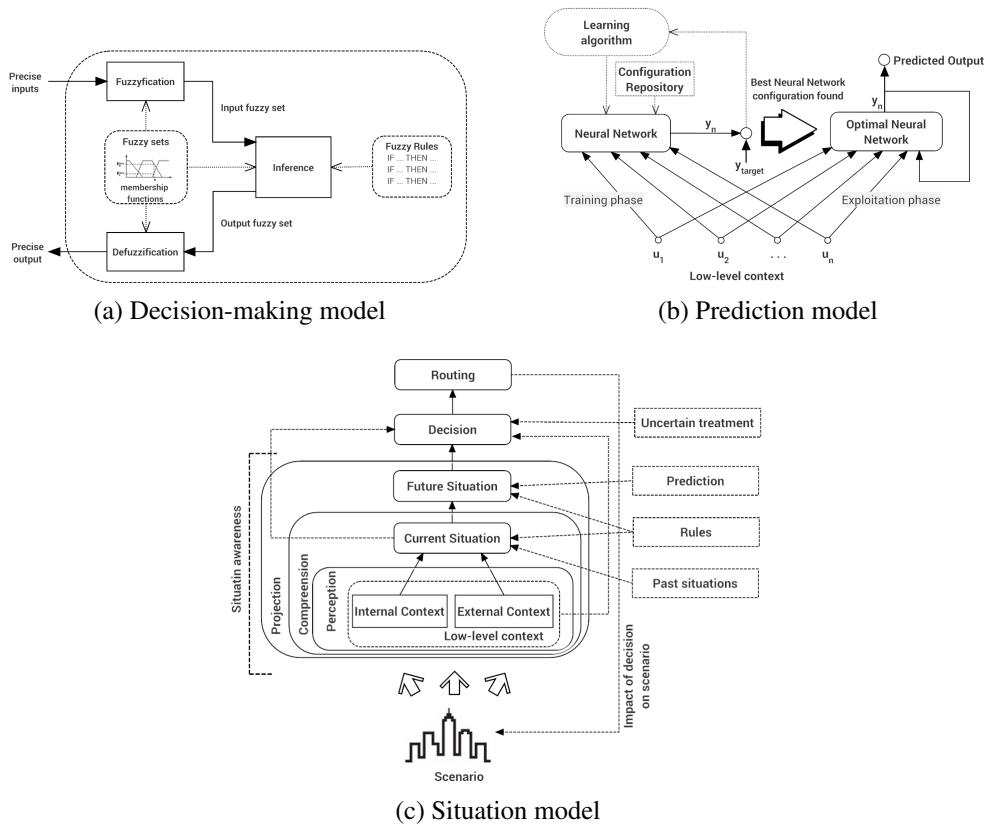 Precise
inputs
Fuzzyfication
Input fuzzy set
Fuzzy sets
membership
functions
Inference
Fuzzy Rules
IF ... THEN ...
IF ... THEN ...
IF ... THEN ...
Output fuzzy set
Precise
output
Defuzzification
(a) Decision-making model
Learning
algorithm
Configuration
Repository
Neural Network
yn
ytarget
Best Neural Network
configuration found
Predicted Output
yn
Optimal Neural
Network
Training phase
Exploitation phase
u1
u2
. . .
un
Low-level context
(b) Prediction model
Routing
Decision
Uncertain treatment
Future Situation
Prediction
Current Situation
Rules
Past situations
Situatin awareness
Projection
Compreension
Perception
Internal Context
External Context
Low-level context
Impact of decision
on scenario
Scenario
(c) Situation model